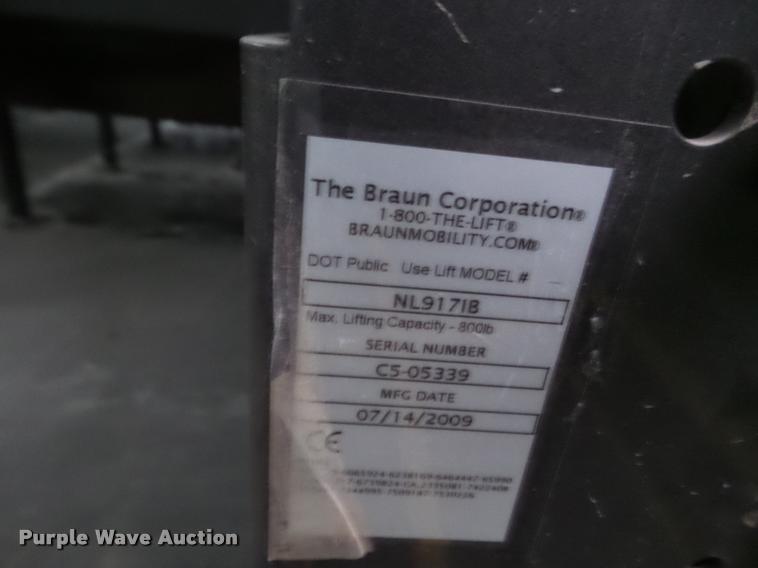 The Braun Corporation®
1-800-THE-LIFT®
BRAUNMOBILITY.COM®
DOT Public Use Lift MODEL #
NL917IB
Max. Lifting Capacity - 800lb
SERIAL NUMBER
C5-05339
MFG DATE
07/14/2009
CE
Purple Wave Auction